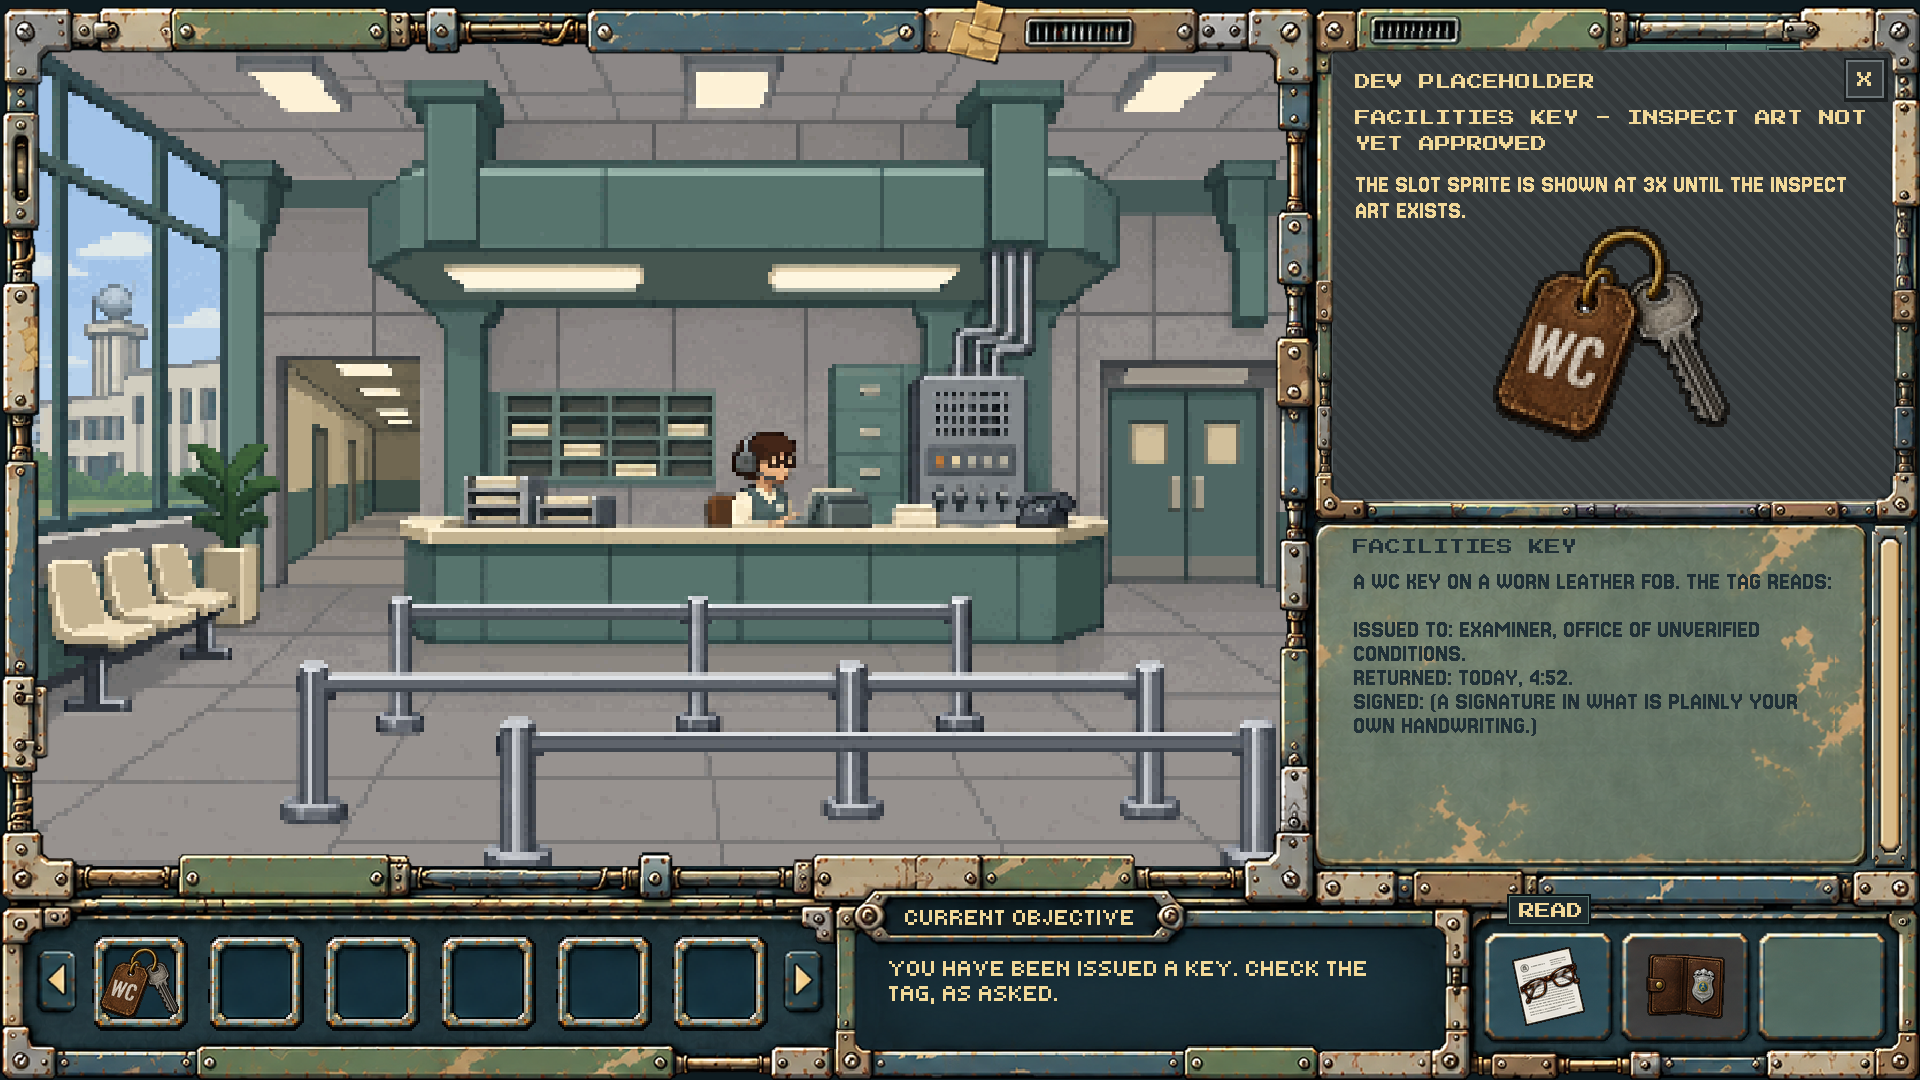 DEV PLACEHOLDER
X
FACILITIES KEY - INSPECT ART NOT
YET APPROVED
THE SLOT SPRITE IS SHOWN AT 3X UNTIL THE INSPECT
ART EXISTS.
WC
FACILITIES KEY
A WC KEY ON A WORN LEATHER FOB. THE TAG READS:
ISSUED TO: EXAMINER, OFFICE OF UNVERIFIED
CONDITIONS.
RETURNED: TODAY, 4:52.
SIGNED: (A SIGNATURE IN WHAT IS PLAINLY YOUR
OWN HANDWRITING.)
WC
CURRENT OBJECTIVE
YOU HAVE BEEN ISSUED A KEY. CHECK THE
TAG, AS ASKED.
READ